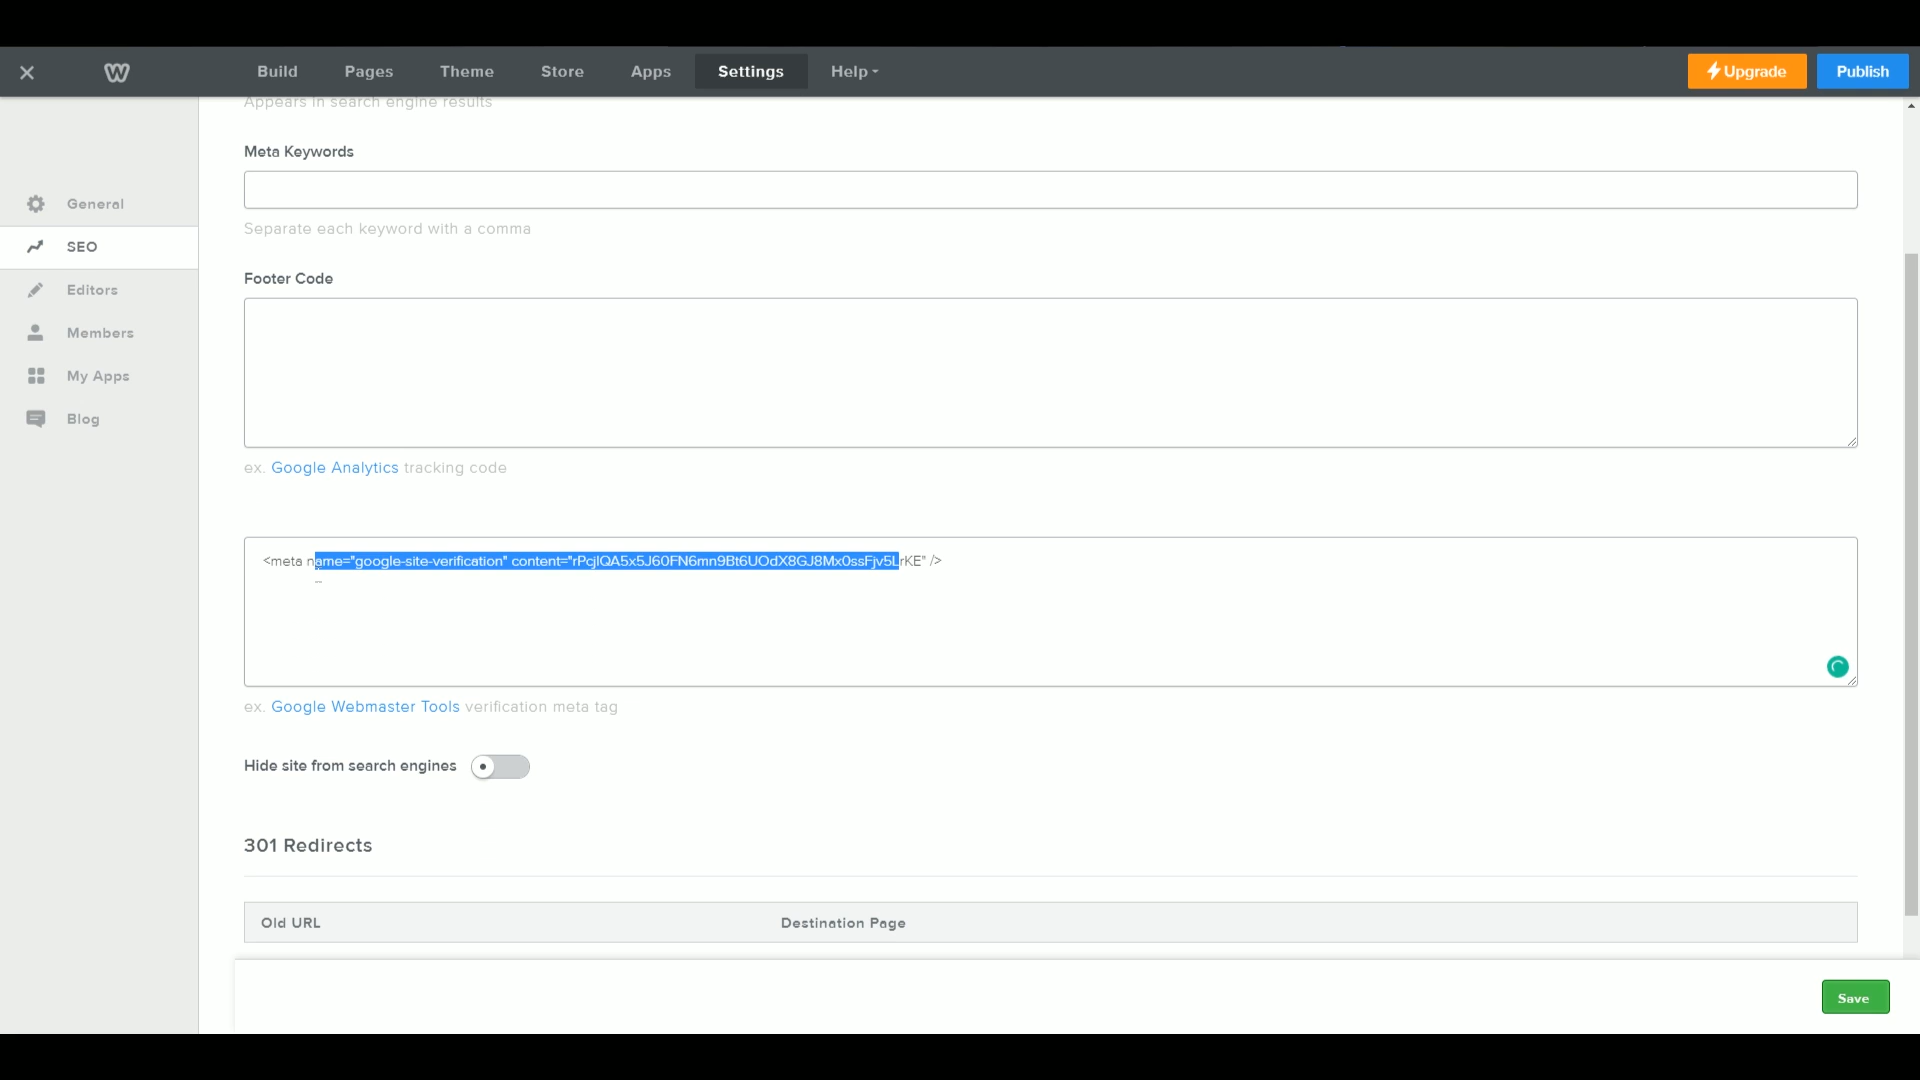 Build Pages Theme Store Apps Settings Help Upgrade Publish
Appears in search engine results
Meta Keywords
General
Separate each keyword with a comma
SEO
Footer Code
Editors
Members
My Apps
Blog
ex. Google Analytics tracking code
<meta name="google-site-verification" content="rPcjlQA5x5J60FN6mn9Bt6UOdX8GJ8Mx0ssFjv5LrKE" />
ex. Google Webmaster Tools verification meta tag
Hide site from search engines
301 Redirects
Old URL Destination Page
Save